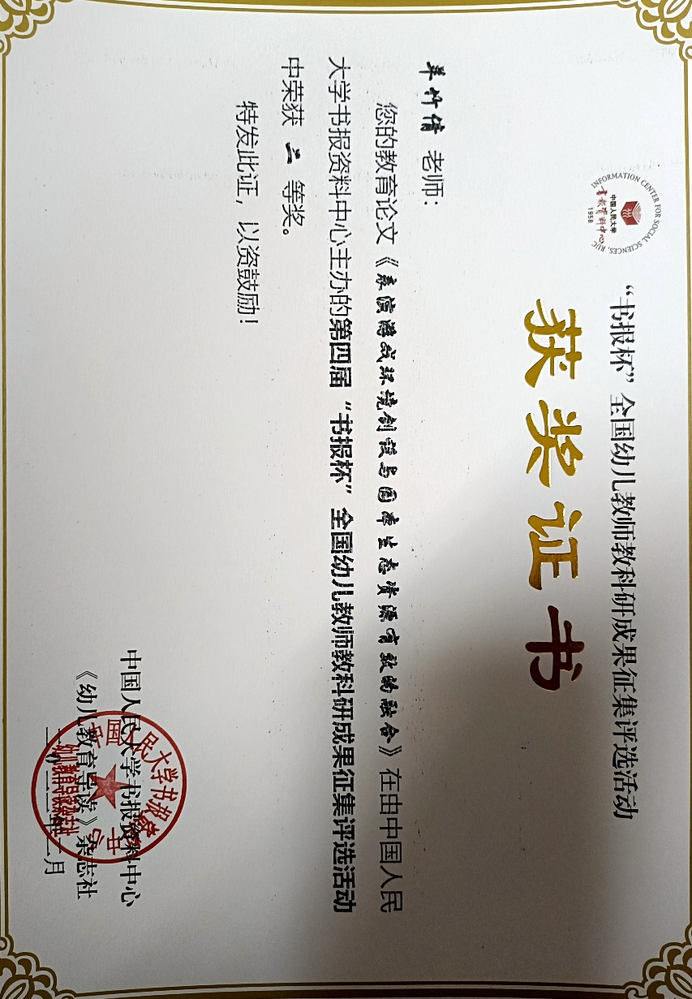 INFORMATION CENTER FOR SOCIAL SCIENCES, RUC
中国人民大学
书报资料中心
1958
“书报杯”全国幼儿教师教科研成果征集评选活动
获奖证书
单竹倩 老师：
您的教育论文《表演游戏环境创设与园本生态资源有效的融合》在由中国人民
大学书报资料中心主办的第四届“书报杯”全国幼儿教师教科研成果征集评选活动
中荣获 二 等奖。
特发此证，以资鼓励！
中国人民大学书报资料中心
《幼儿教育导读》杂志社